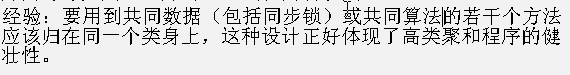 经验：要用到共同数据（包括同步锁）或共同算法的若干个方法
应该归在同一个类身上，这种设计正好体现了高类聚和程序的健
壮性。